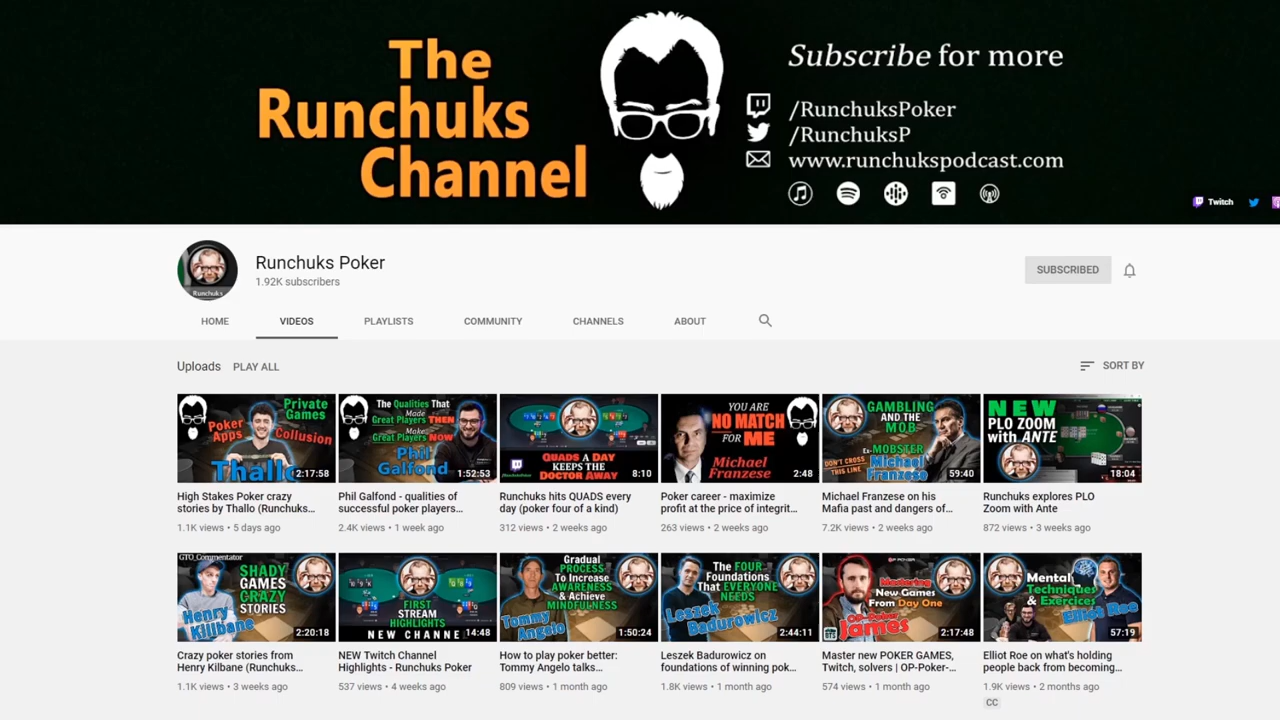 The
Runchuks
Channel
Subscribe for more
/RunchuksPoker
/RunchuksP
www.runchukspodcast.com
Twitch
Runchuks
Runchuks Poker
1.92K subscribers
SUBSCRIBED
HOME
VIDEOS
PLAYLISTS
COMMUNITY
CHANNELS
ABOUT
Uploads PLAY ALL
SORT BY
Private
Games
Poker
Apps
Collusion
Thallo
2:17:58
High Stakes Poker crazy
stories by Thallo (Runchuks...
1.1K views • 5 days ago
The Qualities That
Made
Great Players THEN
Make
Great Players NOW
Phil
Galfond
1:52:53
Phil Galfond - qualities of
successful poker players...
2.4K views • 1 week ago
QUADS A DAY
KEEPS THE
DOCTOR AWAY
8:10
Runchuks hits QUADS every
day (poker four of a kind)
312 views • 2 weeks ago
YOU ARE
NO MATCH
FOR ME
Michael
Franzese
2:48
Poker career - maximize
profit at the price of integrit...
263 views • 2 weeks ago
GAMBLING
AND THE
MOB
EX-MOBSTER
DON'T CROSS
THIS LINE
Michael
Franzese
59:40
Michael Franzese on his
Mafia past and dangers of...
7.2K views • 2 weeks ago
NEW
PLO ZOOM
with ANTE
18:04
Runchuks explores PLO
Zoom with Ante
872 views • 3 weeks ago
GTO_Commentator
SHADY
GAMES
CRAZY
STORIES
Henry
Kilbane
2:20:18
Crazy poker stories from
Henry Kilbane (Runchuks...
1.1K views • 3 weeks ago
FIRST
STREAM
HIGHLIGHTS
NEW CHANNE
14:48
NEW Twitch Channel
Highlights - Runchuks Poker
537 views • 4 weeks ago
Gradual
PROCESS
To Increase
AWARENESS
& Achieve
MINDFULNESS
Tommy
Angelo
1:50:24
How to play poker better:
Tommy Angelo talks...
809 views • 1 month ago
The FOUR
Foundations
That EVERYONE
NEEDS
Leszek
Badurowicz
2:44:11
Leszek Badurowicz on
foundations of winning pok...
1.8K views • 1 month ago
OP POKER
Mastering
New Games
From Day One
OP-Poker
James
2:17:48
Master new POKER GAMES,
Twitch, solvers | OP-Poker-...
574 views • 1 month ago
Mental
Techniques
& Exercices
Elliot Roe
57:19
Elliot Roe on what's holding
people back from becoming...
1.9K views • 2 months ago
CC